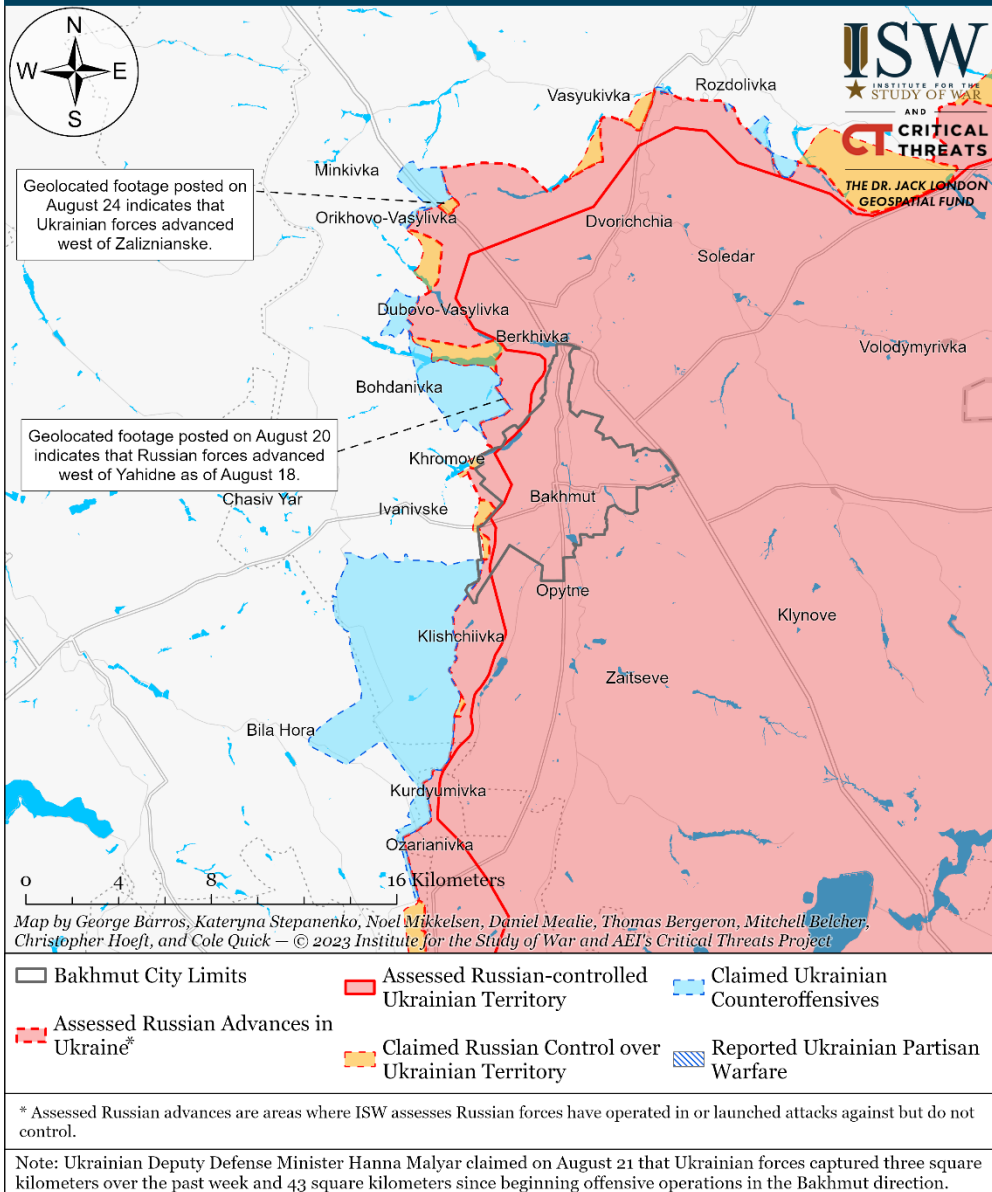 N
W E
S
ISW
INSTITUTE FOR THE
STUDY OF WAR
AND
CT CRITICAL
THREATS
THE DR. JACK LONDON
GEOSPATIAL FUND
Rozdolivka
Vasyukivka
Minkivka
Geolocated footage posted on
August 24 indicates that
Ukrainian forces advanced
west of Zaliznianske.
Orikhovo-Vasylivka
Dvorichchia
Soledar
Dubovo-Vasylivka
Berkhivka
Volodymyrivka
Bohdanivka
Geolocated footage posted on August 20
indicates that Russian forces advanced
west of Yahidne as of August 18.
Khromove
Chasiv Yar
Ivanivske
Bakhmut
Opytne
Klynove
Klishchiivka
Zaitseve
Bila Hora
Kurdyumivka
Ozarianivka
0 4 8 16 Kilometers
Map by George Barros, Kateryna Stepanenko, Noel Mikkelsen, Daniel Mealie, Thomas Bergeron, Mitchell Belcher,
Christopher Hoeft, and Cole Quick — © 2023 Institute for the Study of War and AEI's Critical Threats Project
Bakhmut City Limits
Assessed Russian Advances in
Ukraine*
Assessed Russian-controlled
Ukrainian Territory
Claimed Russian Control over
Ukrainian Territory
Claimed Ukrainian
Counteroffensives
Reported Ukrainian Partisan
Warfare
* Assessed Russian advances are areas where ISW assesses Russian forces have operated in or launched attacks against but do not
control.
Note: Ukrainian Deputy Defense Minister Hanna Malyar claimed on August 21 that Ukrainian forces captured three square
kilometers over the past week and 43 square kilometers since beginning offensive operations in the Bakhmut direction.